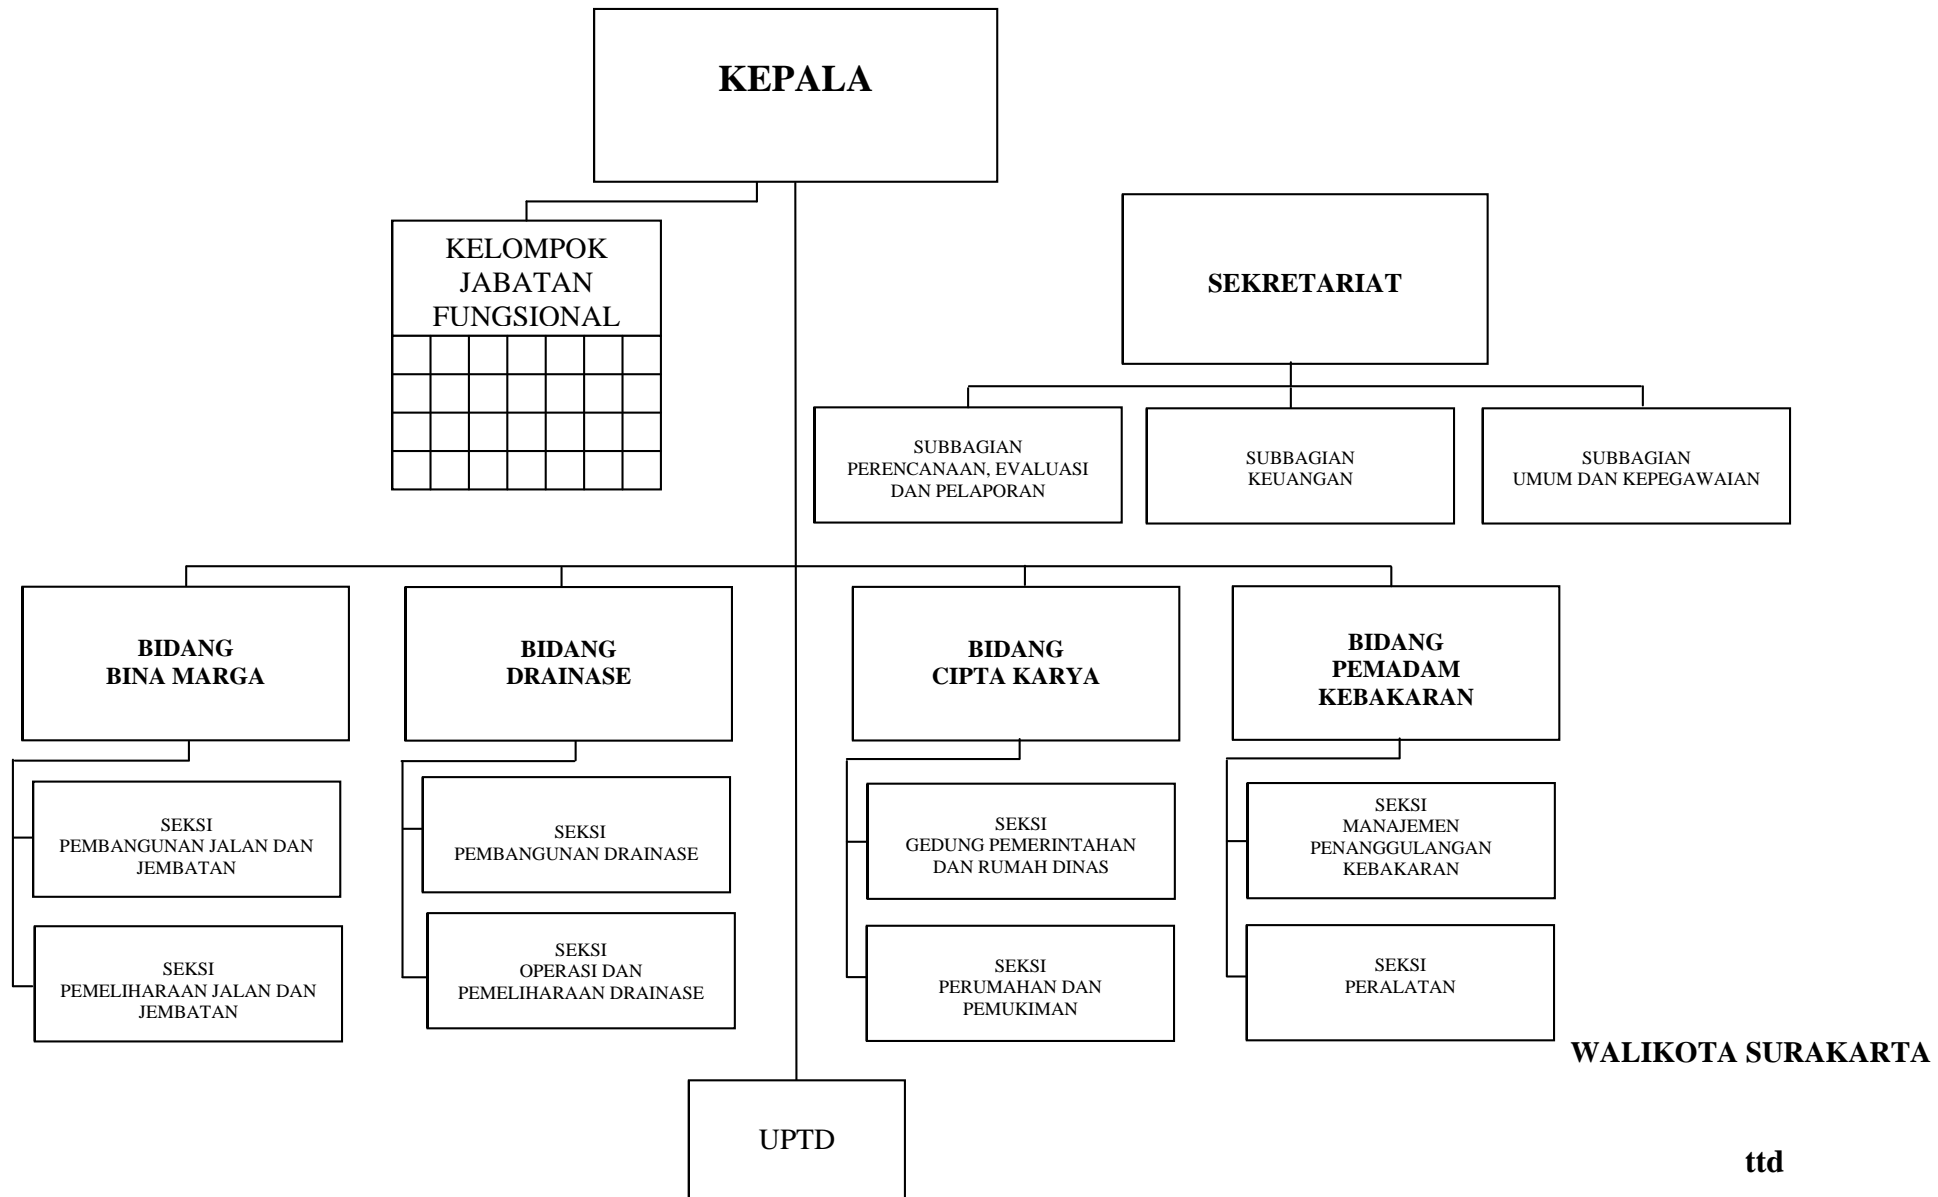 KEPALA
KELOMPOK
JABATAN
FUNGSIONAL
SEKRETARIAT
SUBBAGIAN
PERENCANAAN, EVALUASI
DAN PELAPORAN
SUBBAGIAN
KEUANGAN
SUBBAGIAN
UMUM DAN KEPEGAWAIAN
BIDANG
BINA MARGA
BIDANG
DRAINASE
BIDANG
CIPTA KARYA
BIDANG
PEMADAM
KEBAKARAN
SEKSI
PEMBANGUNAN JALAN DAN
JEMBATAN
SEKSI
PEMBANGUNAN DRAINASE
SEKSI
GEDUNG PEMERINTAHAN
DAN RUMAH DINAS
SEKSI
MANAJEMEN
PENANGGULANGAN
KEBAKARAN
SEKSI
PEMELIHARAAN JALAN DAN
JEMBATAN
SEKSI
OPERASI DAN
PEMELIHARAAN DRAINASE
SEKSI
PERUMAHAN DAN
PEMUKIMAN
SEKSI
PERALATAN
WALIKOTA SURAKARTA
UPTD
ttd